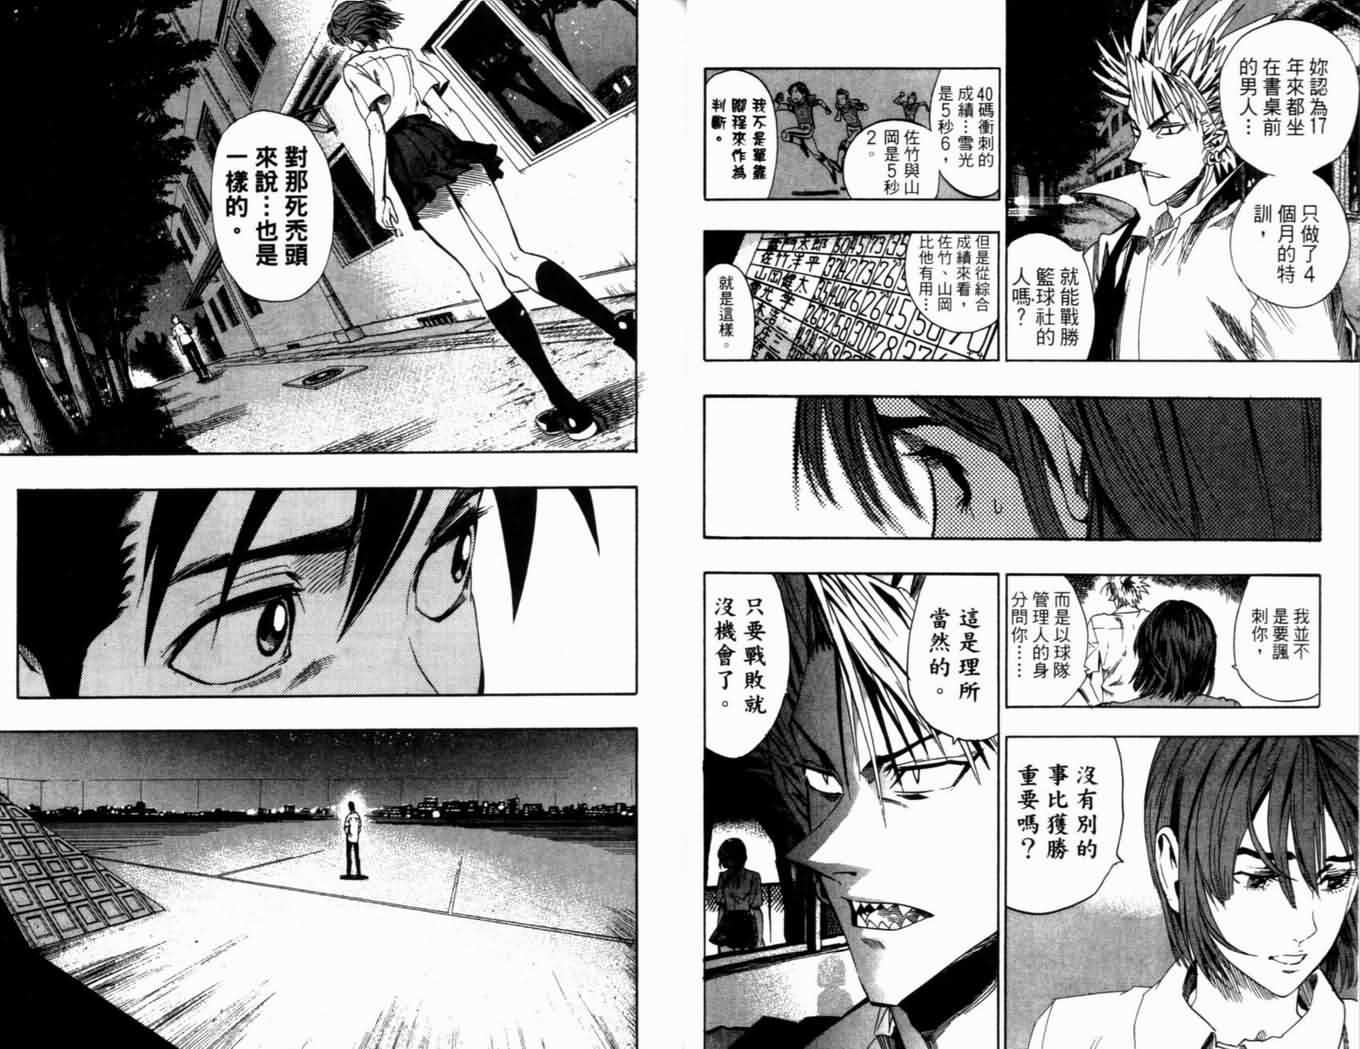 妳認為17
年來都坐
在書桌前
的男人…
只做了4
個月的特
訓，
就能戰勝
籃球社的
人嗎？
40碼衝刺的
成績…雪光
是5秒6，
佐竹與山
岡是5秒
2。
我不是單靠
腳程來作為
判斷。
但是從綜合
成績來看，
佐竹、山岡
比他有用…
就是這樣。
我並不
是要諷
刺你，
而是以球隊
管理人的身
分問你……
沒有別的
事比獲勝
重要嗎？
這是理所
當然的。
只要戰敗就
沒機會了。
對那死禿頭
來說…也是
一樣的。